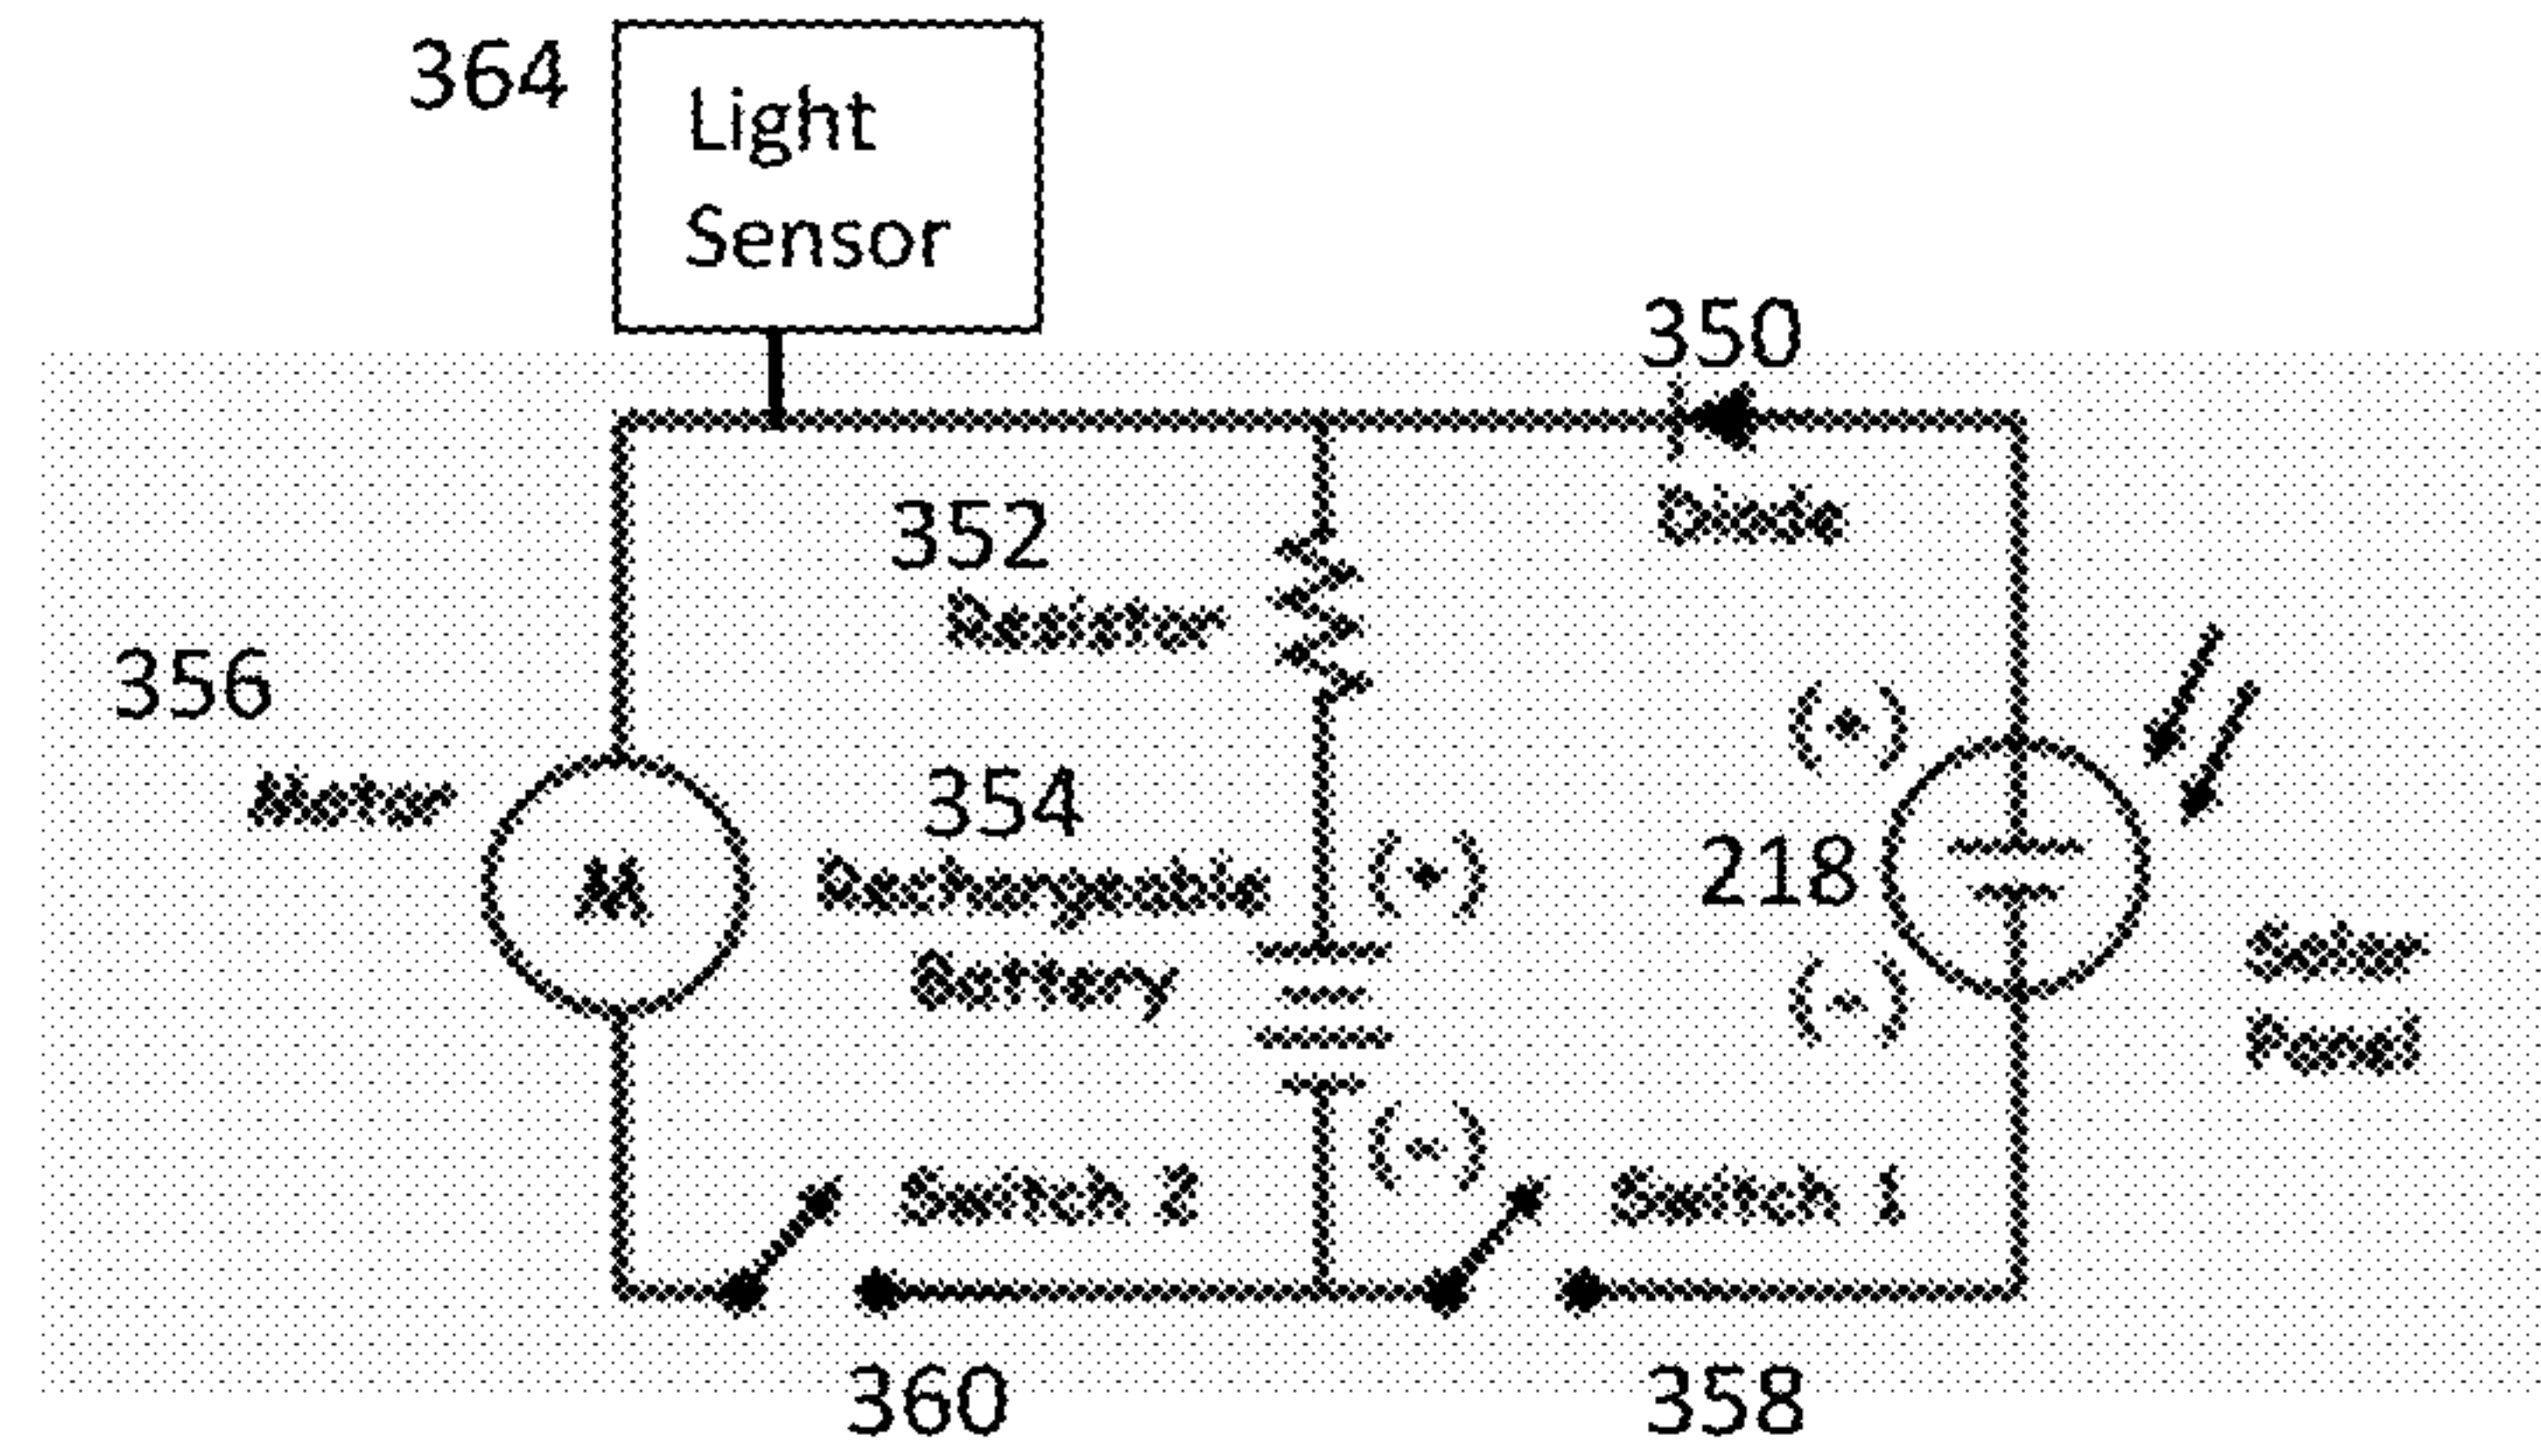 364
Light
Sensor
350
Diode
352
Resistor
356
Motor
M
354
Rechargeable
Battery
(+)
(-)
(+)
218
(-)
Solar
Panel
Switch 2
Switch 1
360
358